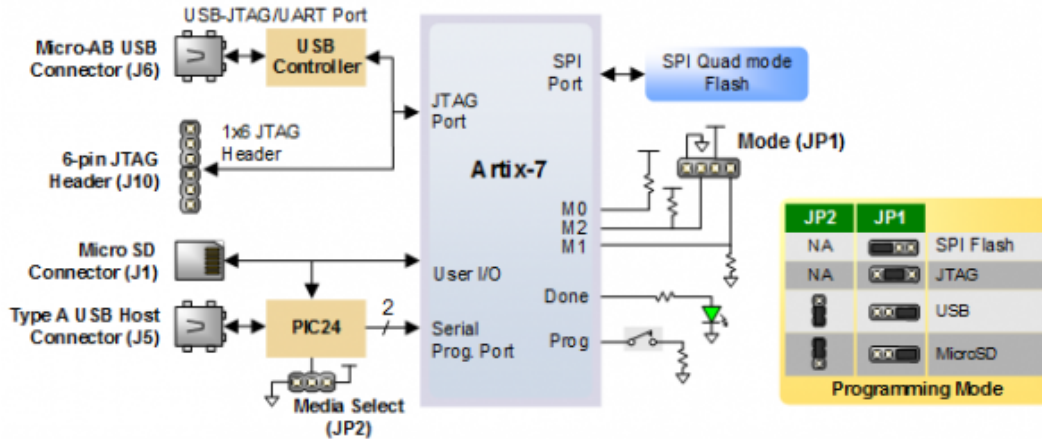 USB-JTAG/UART Port
Micro-AB USB
Connector (J6)
USB
Controller
SPI
Port
SPI Quad mode
Flash
JTAG
Port
1x6 JTAG
Header
6-pin JTAG
Header (J10)
Artix-7
Mode (JP1)
M0
M2
M1
Micro SD
Connector (J1)
User I/O
Type A USB Host
Connector (J5)
PIC24
2
Serial
Prog. Port
Done
Prog
Media Select
(JP2)
JP2 JP1
NA SPI Flash
NA JTAG
USB
MicroSD
Programming Mode